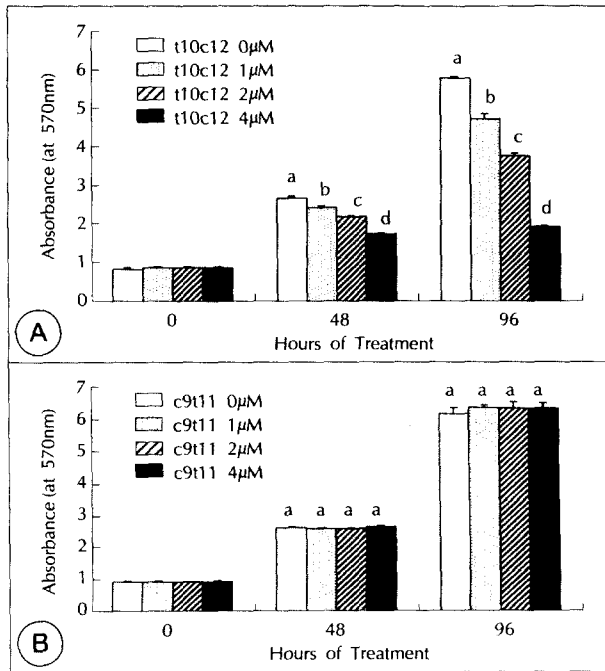 7
6
5
4
3
2
1
0
Absorbance (at 570nm)
t10c12 0µM
t10c12 1µM
t10c12 2µM
t10c12 4µM
a
b
c
d
a
b
c
d
0
48
96
Hours of Treatment
A
7
6
5
4
3
2
1
0
Absorbance (at 570nm)
c9t11 0µM
c9t11 1µM
c9t11 2µM
c9t11 4µM
a a a a
a a a a
0
48
96
Hours of Treatment
B